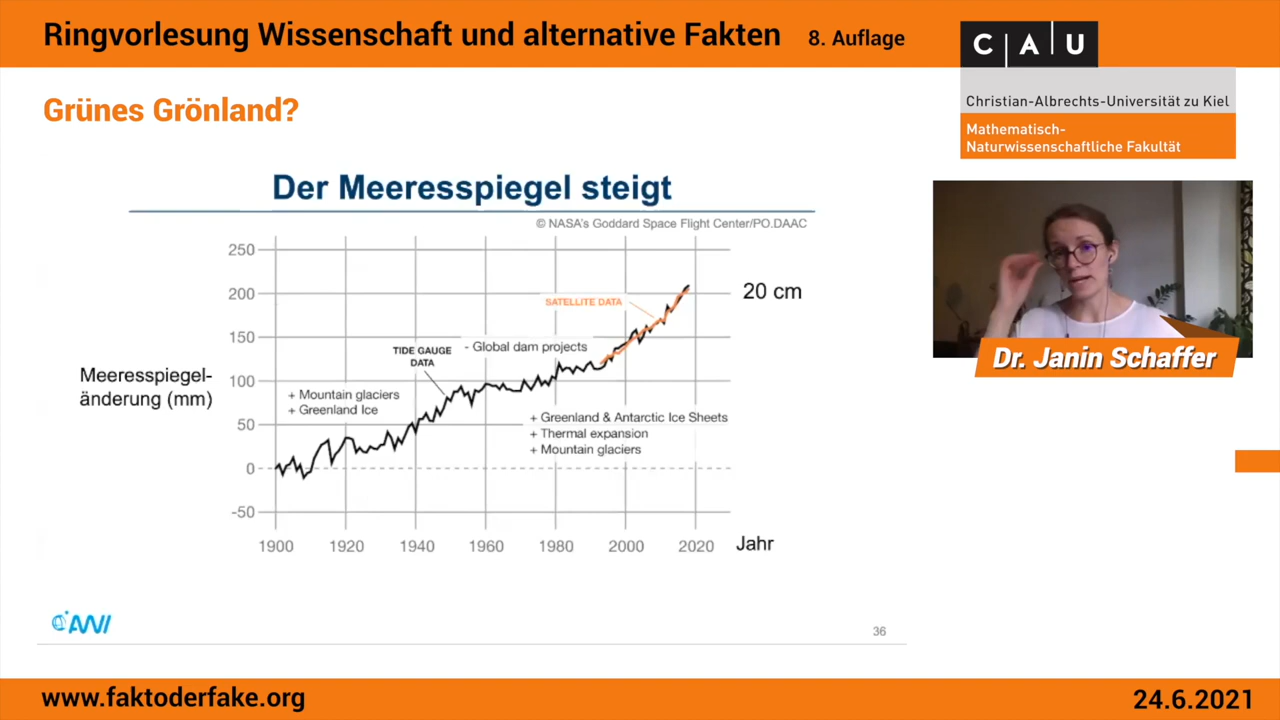 Ringvorlesung Wissenschaft und alternative Fakten 8. Auflage
C A U
Christian-Albrechts-Universität zu Kiel
Mathematisch-
Naturwissenschaftliche Fakultät
Grünes Grönland?
Der Meeresspiegel steigt
© NASA's Goddard Space Flight Center/PO.DAAC
250
200
150
100
50
0
-50
Meeresspiegel-
änderung (mm)
20 cm
SATELLITE DATA
TIDE GAUGE
DATA
- Global dam projects
+ Mountain glaciers
+ Greenland Ice
+ Greenland & Antarctic Ice Sheets
+ Thermal expansion
+ Mountain glaciers
1900 1920 1940 1960 1980 2000 2020
Jahr
Dr. Janin Schaffer
AWI
36
www.faktoderfake.org
24.6.2021